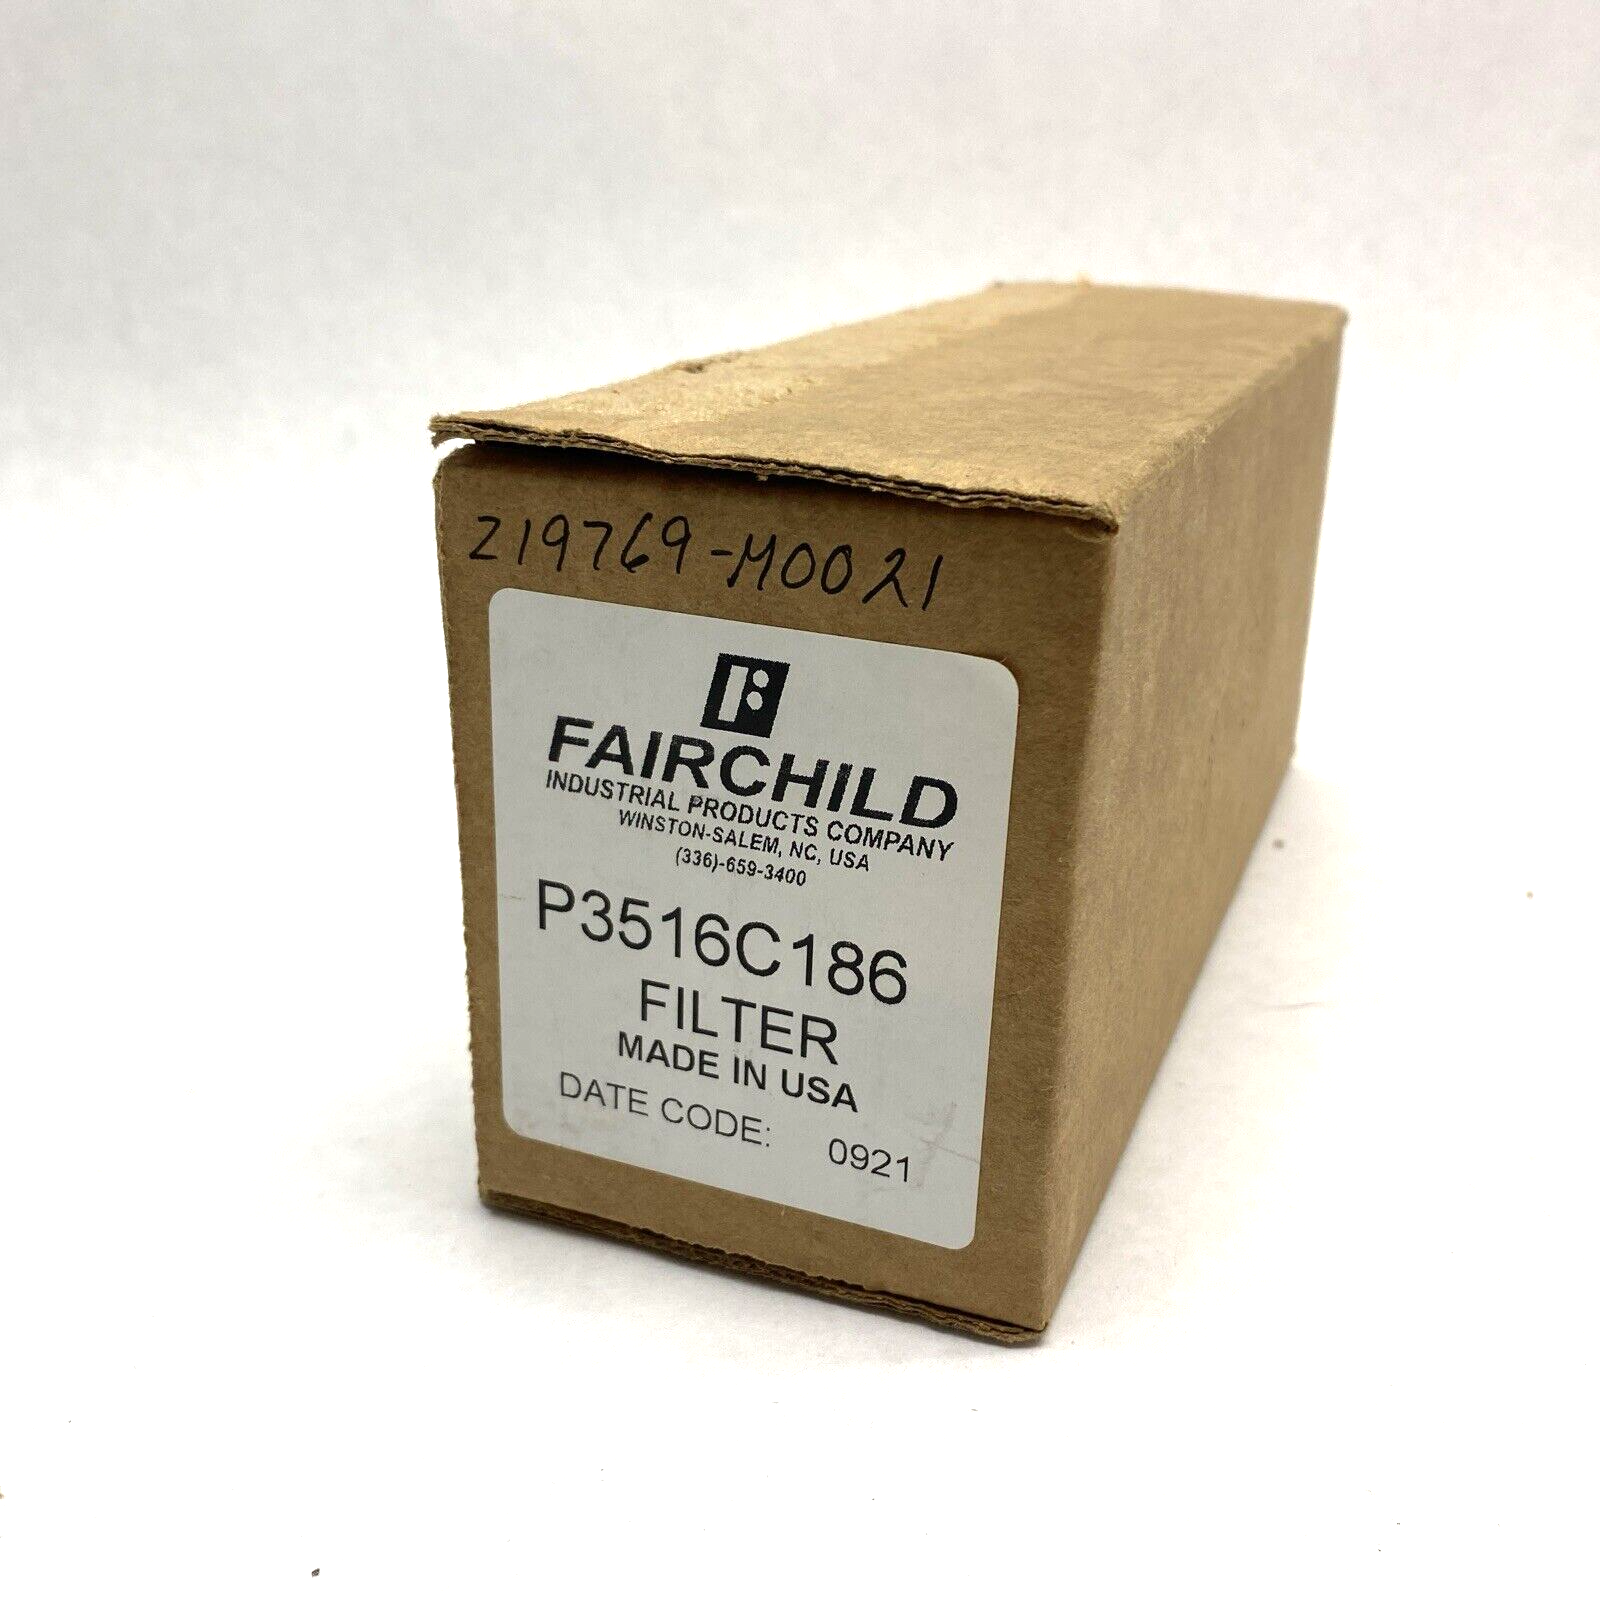 Z19769-M0021
FAIRCHILD
INDUSTRIAL PRODUCTS COMPANY
WINSTON-SALEM, NC, USA
(336)-659-3400
P3516C186
FILTER
MADE IN USA
DATE CODE: 0921